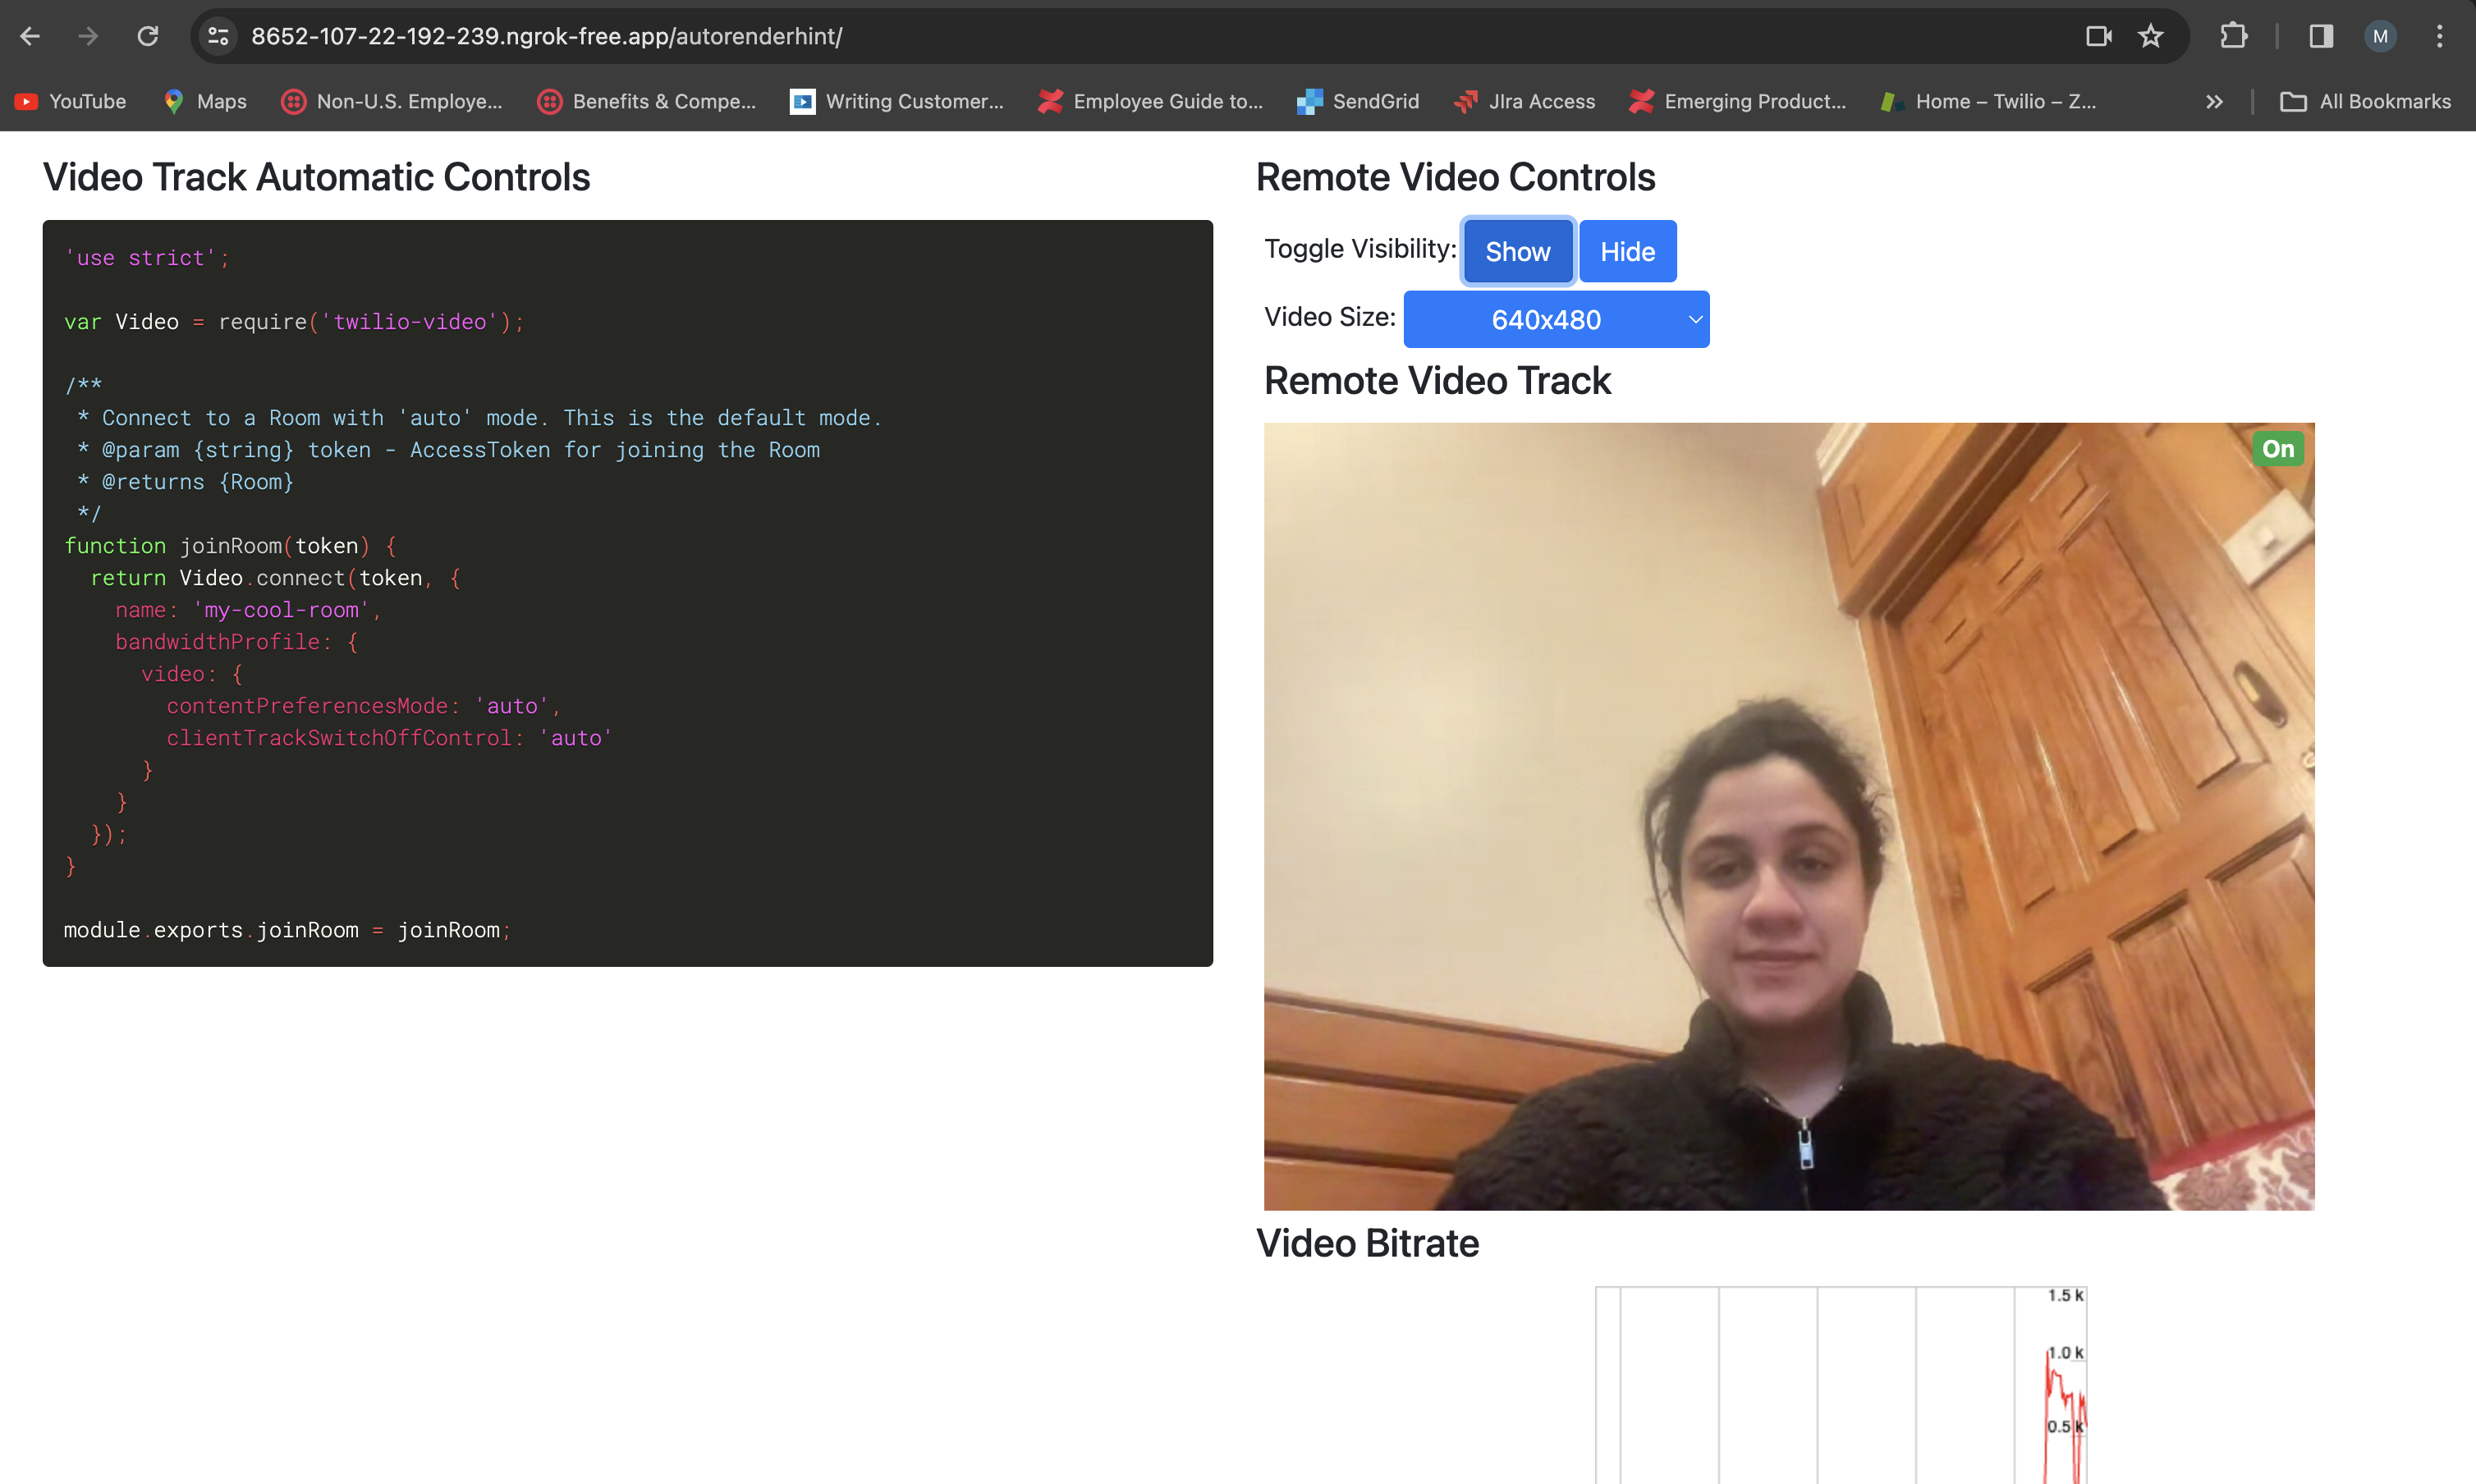 8652-107-22-192-239.ngrok-free.app/autorenderhint/
M
YouTube
Maps
Non-U.S. Employe...
Benefits & Compe...
Writing Customer...
Employee Guide to...
SendGrid
JIra Access
Emerging Product...
Home – Twilio – Z...
All Bookmarks
Video Track Automatic Controls
'use strict';
var Video = require('twilio-video');
/**
 * Connect to a Room with 'auto' mode. This is the default mode.
 * @param {string} token - AccessToken for joining the Room
 * @returns {Room}
 */
function joinRoom(token) {
  return Video.connect(token, {
    name: 'my-cool-room',
    bandwidthProfile: {
      video: {
        contentPreferencesMode: 'auto',
        clientTrackSwitchOffControl: 'auto'
      }
    }
  });
}
module.exports.joinRoom = joinRoom;
Remote Video Controls
Toggle Visibility: Show Hide
Video Size: 640x480
Remote Video Track
On
Video Bitrate
1.5 k
1.0 k
0.5 k